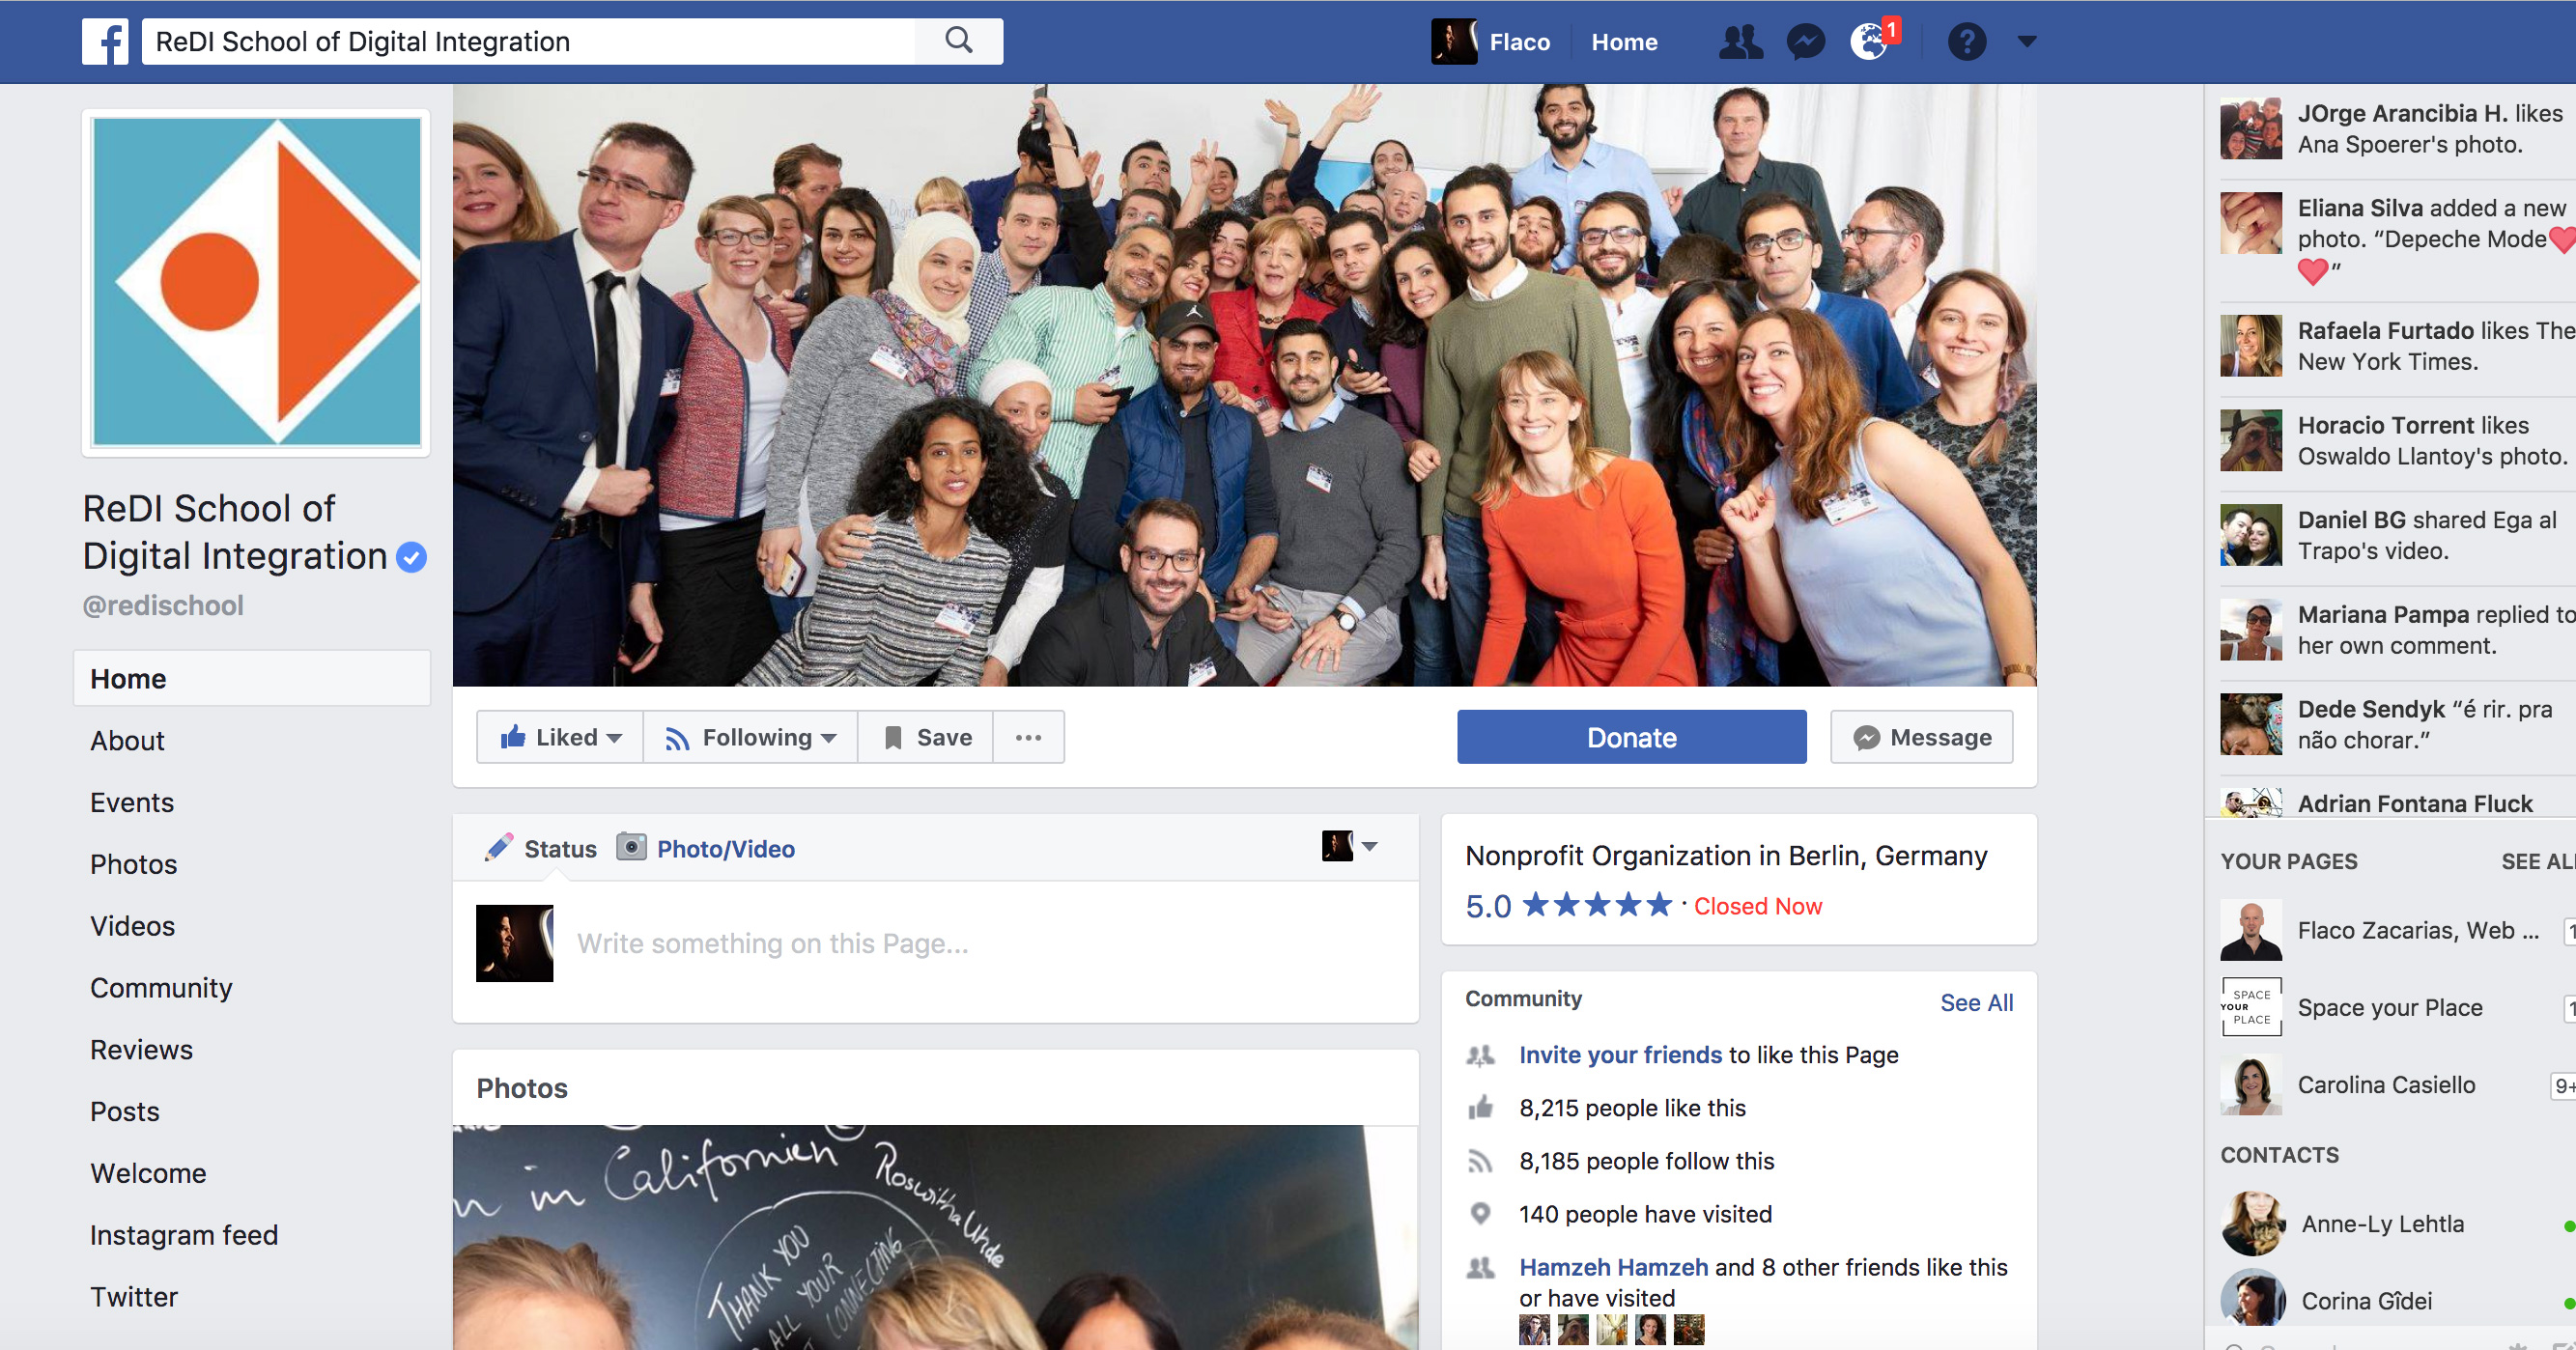 ReDI School of Digital Integration
Flaco
Home
1
?
ReDI School of
Digital Integration
@redischool
Home
About
Events
Photos
Videos
Community
Reviews
Posts
Welcome
Instagram feed
Twitter
Liked
Following
Save
Donate
Message
Status
Photo/Video
Write something on this Page...
Photos
in Californien
Roswitha Uhde
THANK YOU
ALL YOUR
CONNECTING
Nonprofit Organization in Berlin, Germany
5.0 ★★★★★ · Closed Now
Community
See All
Invite your friends to like this Page
8,215 people like this
8,185 people follow this
140 people have visited
Hamzeh Hamzeh and 8 other friends like this
or have visited
JOrge Arancibia H. likes
Ana Spoerer's photo.
Eliana Silva added a new
photo. “Depeche Mode❤
❤”
Rafaela Furtado likes The
New York Times.
Horacio Torrent likes
Oswaldo Llantoy's photo.
Daniel BG shared Ega al
Trapo's video.
Mariana Pampa replied to
her own comment.
Dede Sendyk “é rir. pra
não chorar.”
Adrian Fontana Fluck
YOUR PAGES
SEE ALL
Flaco Zacarias, Web ...
1
SPACE
YOUR
PLACE
Space your Place
1
Carolina Casiello
9+
CONTACTS
Anne-Ly Lehtla
Corina Gîdei